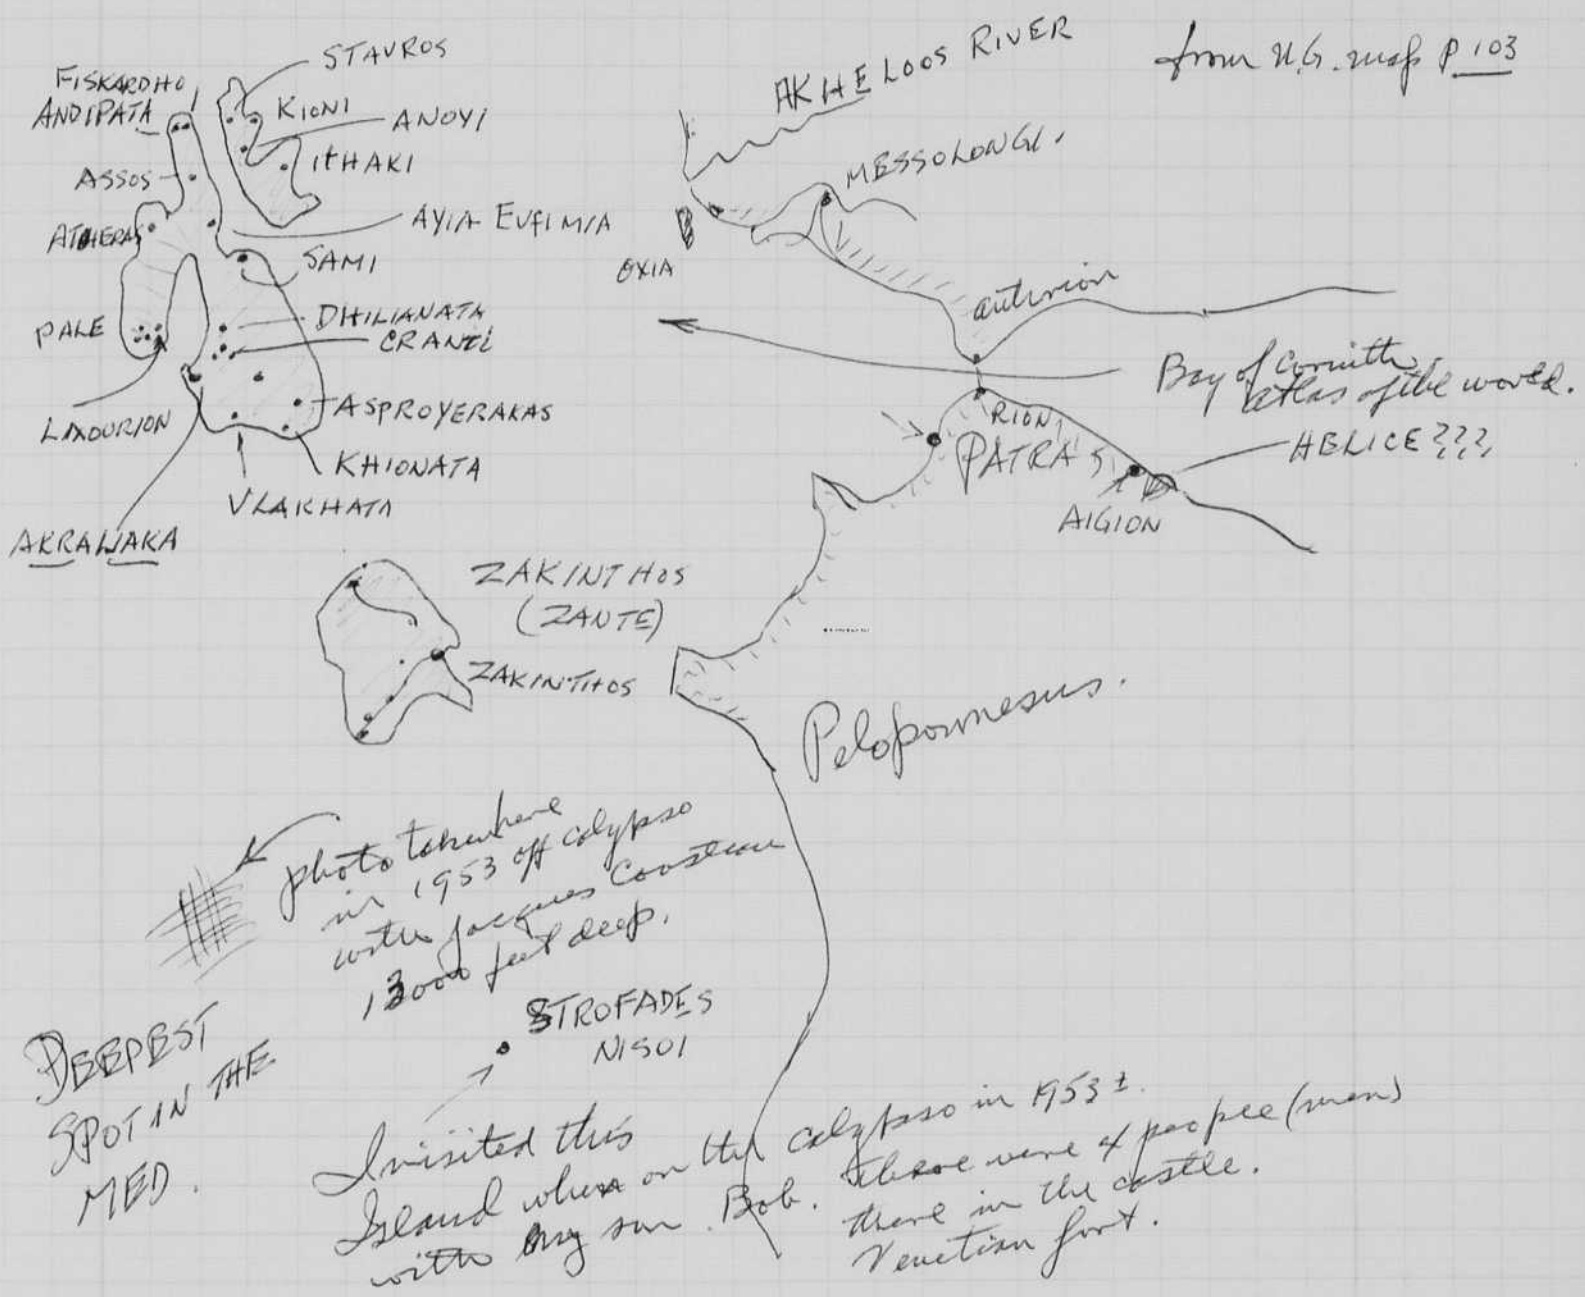 from N.G. map p 103
AKHELOOS RIVER
STAVROS
FISKARDHO
ANDIPATA
KIONI
ANOYI
ITHAKI
ASSOS
MESSOLONGI.
ATHERAS
AYIA EUFIMIA
SAMI
OXIA
antirrion
PALE
DHILIANATA
CRANEI
Bay of Corinth
atlas of the world.
LIXOURION
ASPROYERAKAS
RION
PATRAS
HELICE???
KHIONATA
AIGION
VLAKHATA
AKRAWAKA
ZAKINTHOS
(ZANTE)
ZAKINTHOS
Peloponnesus.
photo taken here
in 1953 off calypso
with Jacques Cousteau
13000 feet deep.
DEEPEST
SPOT IN THE
MED.
STROFADES
NISOI
I visited this
Island when on the calypso in 1953 ±.
with my son Bob. there were 4 people (men)
there in the castle.
Venetian fort.